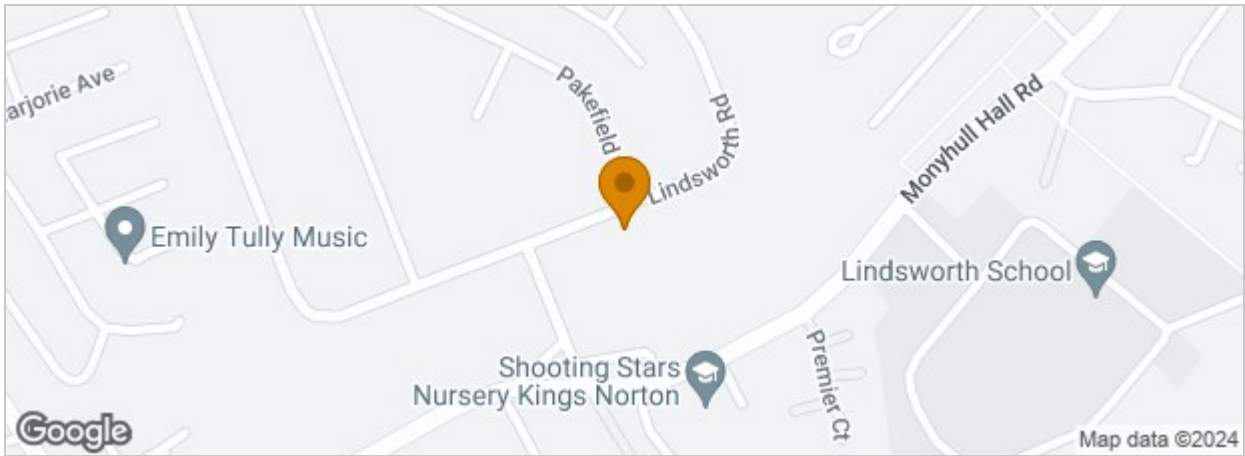 arjorie Ave
Pakefield
Lindsworth Rd
Monyhull Hall Rd
Emily Tully Music
Lindsworth School
Shooting Stars
Nursery Kings Norton
Premier Ct
Google
Map data ©2024